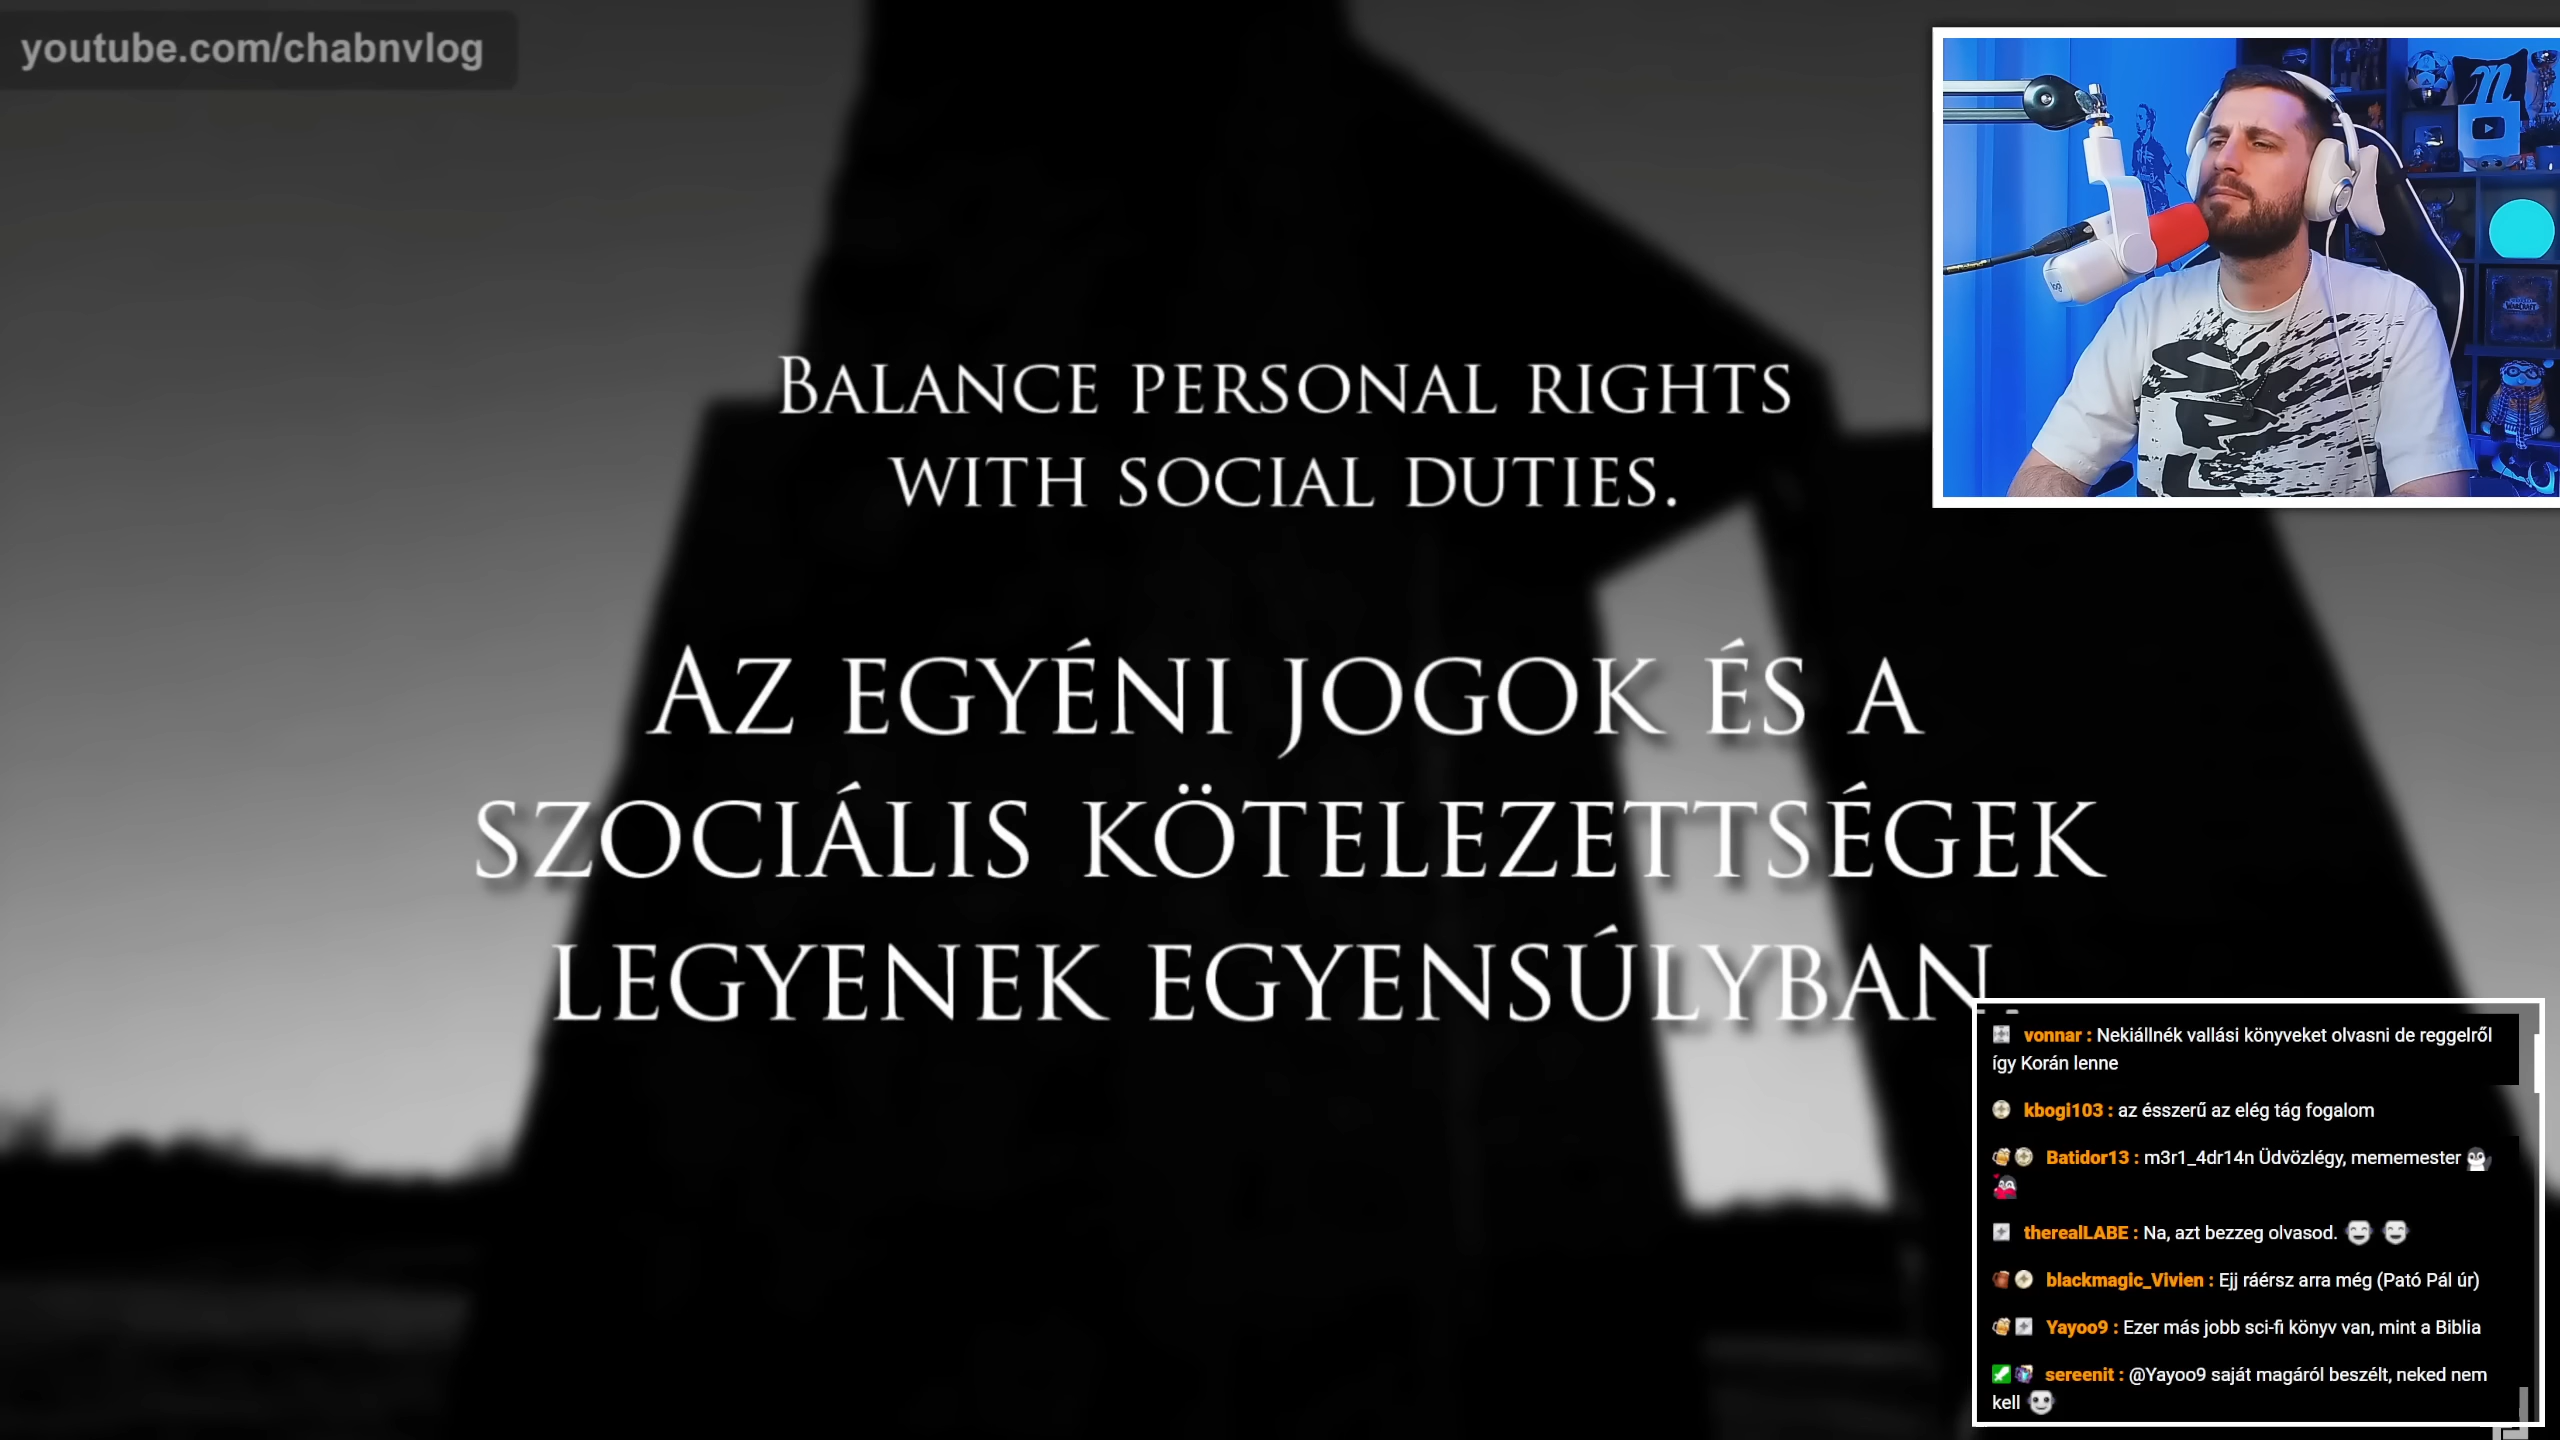 youtube.com/chabnvlog
Balance personal rights
with social duties.
Az egyéni jogok és a
szociális kötelezettségek
legyenek egyensúlyban.
vonnar : Nekiállnék vallási könyveket olvasni de reggelről
így Korán lenne
kbogi103 : az ésszerű az elég tág fogalom
Batidor13 : m3r1_4dr14n Üdvözlégy, mememester
therealLABE : Na, azt bezzeg olvasod.
blackmagic_Vivien : Ejj ráérsz arra még (Pató Pál úr)
Yayoo9 : Ezer más jobb sci-fi könyv van, mint a Biblia
sereenit : @Yayoo9 saját magáról beszélt, neked nem
kell